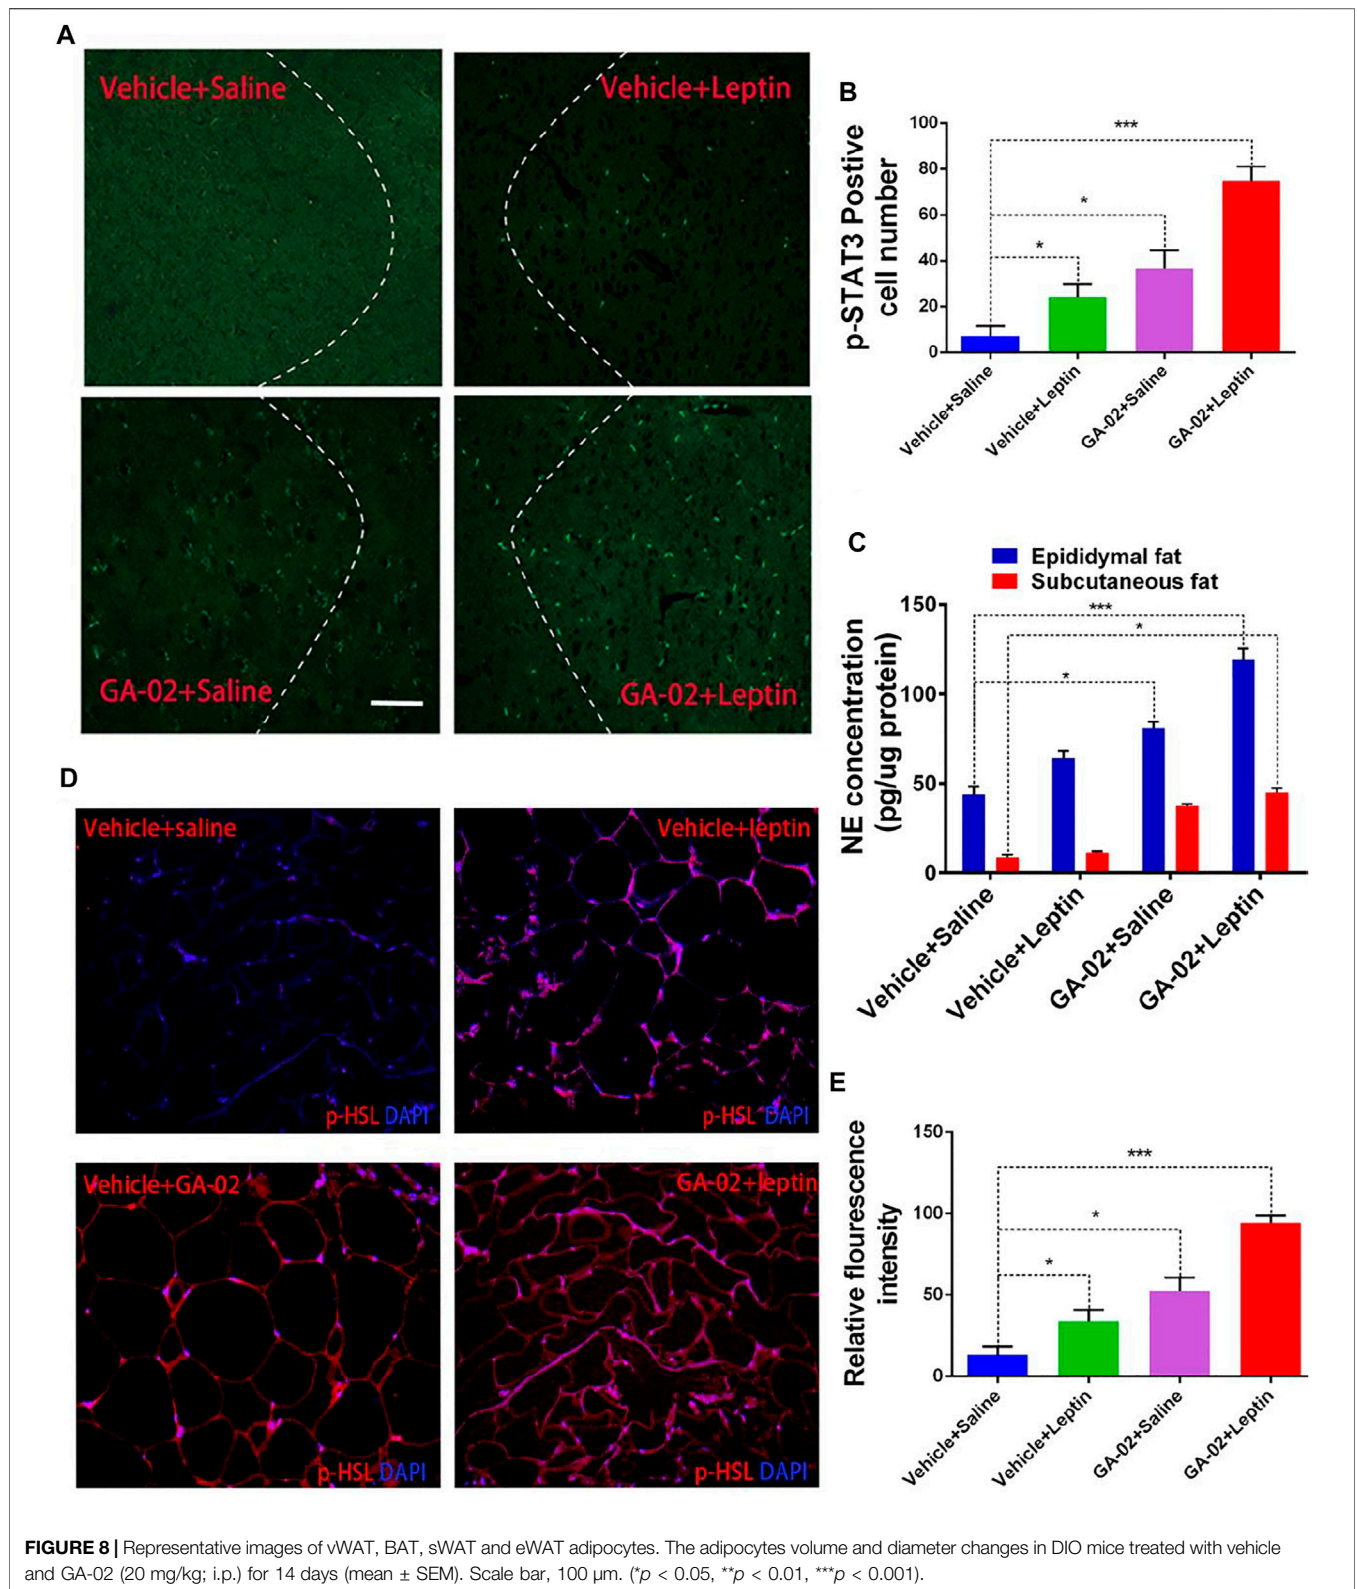 A
Vehicle+Saline
Vehicle+Leptin
GA-02+Saline
GA-02+Leptin
B
p-STAT3 Postive
cell number
100
80
60
40
20
0
***
*
*
Vehicle+Saline
Vehicle+Leptin
GA-02+Saline
GA-02+Leptin
C
Epididymal fat
Subcutaneous fat
NE concentration
(pg/ug protein)
150
100
50
0
***
*
*
Vehicle+Saline
Vehicle+Leptin
GA-02+Saline
GA-02+Leptin
D
Vehicle+saline
p-HSL DAPI
Vehicle+leptin
p-HSL DAPI
Vehicle+GA-02
p-HSL DAPI
GA-02+leptin
p-HSL DAPI
E
Relative flourescence
intensity
150
100
50
0
***
*
*
Vehicle+Saline
Vehicle+Leptin
GA-02+Saline
GA-02+Leptin
FIGURE 8 | Representative images of vWAT, BAT, sWAT and eWAT adipocytes. The adipocytes volume and diameter changes in DIO mice treated with vehicle
and GA-02 (20 mg/kg; i.p.) for 14 days (mean ± SEM). Scale bar, 100 μm. (*p < 0.05, **p < 0.01, ***p < 0.001).